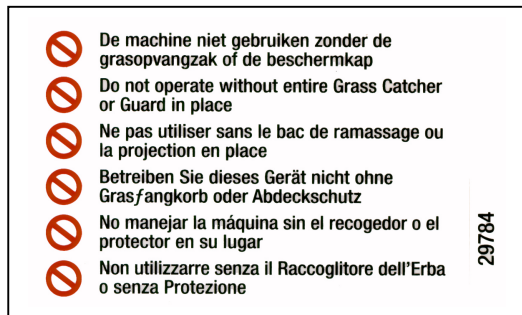 De machine niet gebruiken zonder de
grasopvangzak of de beschermkap
Do not operate without entire Grass Catcher
or Guard in place
Ne pas utiliser sans le bac de ramassage ou
la projection en place
Betreiben Sie dieses Gerät nicht ohne
Grasƒangkorb oder Abdeckschutz
No manejar la máquina sin el recogedor o el
protector en su lugar
Non utilizzarre senza il Raccoglitore dell'Erba
o senza Protezione
29784